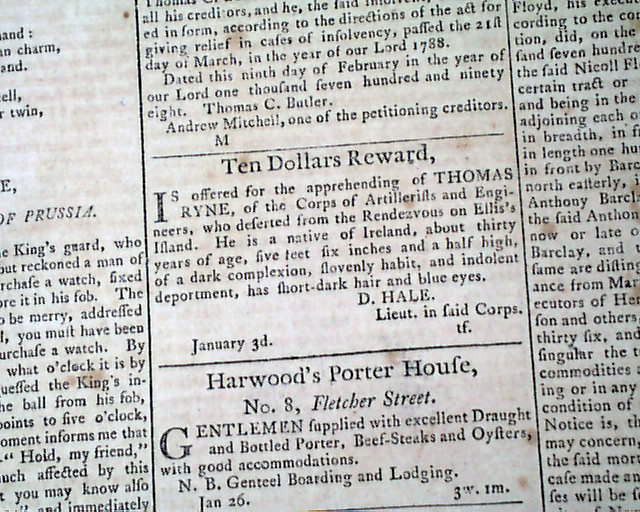 and :
an charm,
and.
ell,
r twin,
E,
OF PRUSSIA.
e King's guard, who
out reckoned a man of
rchaſe a watch, fixed
ore it in his fob. The
o be merry, addreſſed
I, you muſt have been
urchaſe a watch. By
what o'clock it is by
ueſſed the King's in-
he ball from his fob,
points to five o'clock,
oment informs me that
" Hold, my friend,"
uch affected by this
t you may know alſo
and immediately
all his creditors, and he, the ſaid
ed in form, according to the directions of the act for
giving relief in caſes of inſolvency, paſſed the 21ſt
day of March, in the year of our Lord 1788.
Dated this ninth day of February in the year of
our Lord one thouſand ſeven hundred and ninety
eight. Thomas C. Butler.
Andrew Mitchell, one of the petitioning creditors.
M
Ten Dollars Reward,
IS offered for the apprehending of THOMAS
RYNE, of the Corps of Artilleriſts and Engi-
neers, who deſerted from the Rendezvous on Ellis's
Iſland. He is a native of Ireland, about thirty
years of age, five feet ſix inches and a half high,
of a dark complexion, ſlovenly habit, and indolent
deportment, has ſhort-dark hair and blue eyes.
D. HALE.
Lieut. in ſaid Corps.
January 3d. tf.
Harwood's Porter Houſe,
No. 8, Fletcher Street.
GENTLEMEN ſupplied with excellent Draught
and Bottled Porter, Beef-Steaks and Oyſters,
with good accommodations.
N. B. Genteel Boarding and Lodging.
Jan 26. 3w. 1m.
Floyd, his
cording to the
tion, did, on the
ſand ſeven hundre
the ſaid Nicoll Fl
certain tract or
and being in the
adjoining each o
in breadth, in
in length one hun
in front by Barc
north eaſterly, i
Anthony Barcl
the ſaid Anthon
now or late o
Barclay, and
ſame are diſting
ance from Mar
ecutors of Her
ſon and others,
thirty ſix, and
ſingular the
commodities a
ing or in any
condition of
Notice is, th
may concern,
the ſaid mort
caſe made an
ſes will be ſ